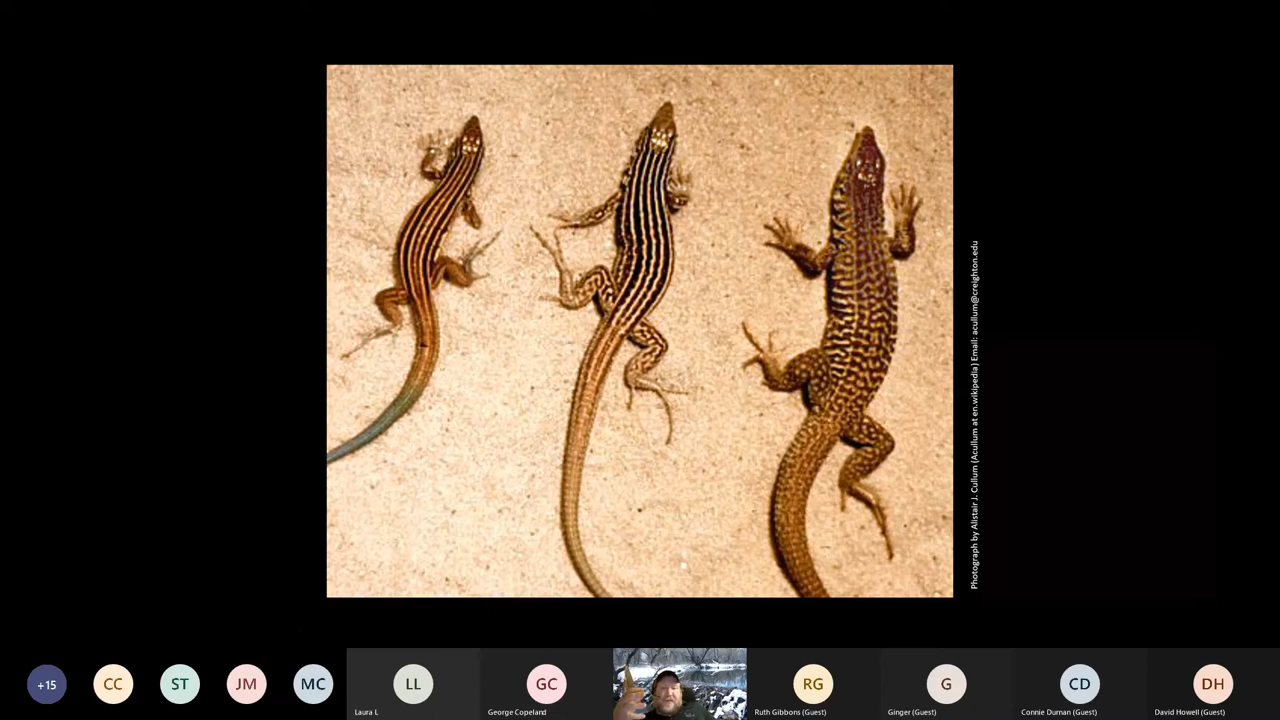 Photograph by Alistair J. Cullum (Acullum at en.wikipedia) Email: acullum@creighton.edu
+15
CC
ST
JM
MC
LL
Laura L
GC
George Copeland
RG
Ruth Gibbons (Guest)
G
Ginger (Guest)
CD
Connie Durnan (Guest)
DH
David Howell (Guest)